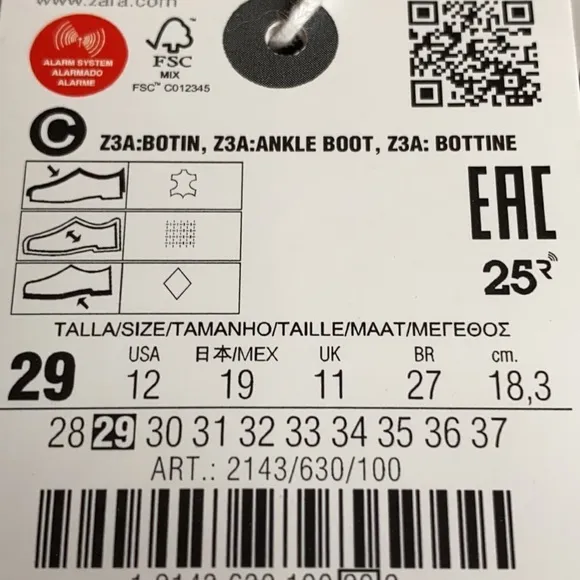 www.zara.com
ALARM SYSTEM
ALARMADO
ALARME
FSC
MIX
FSC™ C012345
C Z3A:BOTIN, Z3A:ANKLE BOOT, Z3A: BOTTINE
EAC
25R
TALLA/SIZE/TAMANHO/TAILLE/MAAT/ΜΕΓΕΘΟΣ
USA 日本/MEX UK BR cm.
29 12 19 11 27 18,3
28 29 30 31 32 33 34 35 36 37
ART.: 2143/630/100